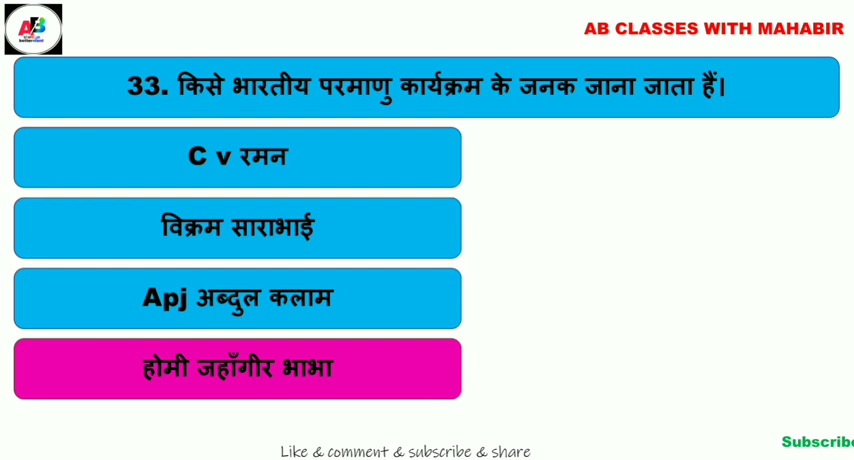 AB CLASSES WITH MAHABIR
33. किसे भारतीय परमाणु कार्यक्रम के जनक जाना जाता हैं।
C v रमन
विक्रम साराभाई
Apj अब्दुल कलाम
होमी जहाँगीर भाभा
Subscribe
Like & comment & subscribe & share